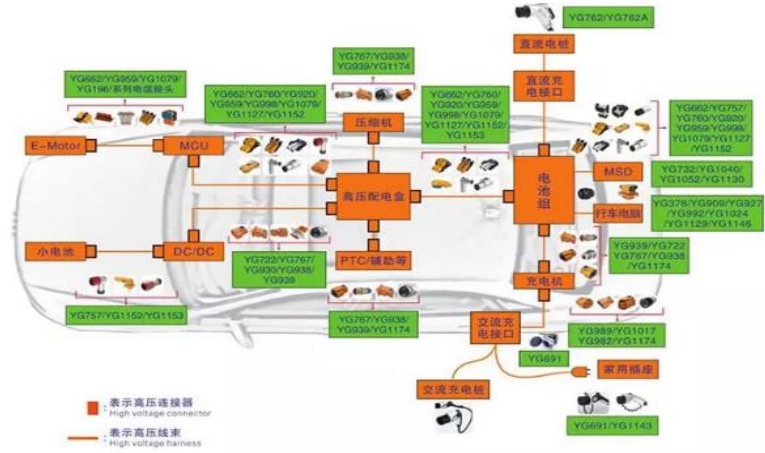 YG762/YG762A
直流电桩
直流充
电接口
YG767/YG938/
YG939/YG1174
YG662/YG959/YG1079/
YG196/系列电缆接头
YG662/YG760/YG920/
YG959/YG998/YG1079/
YG1127/YG1152
YG662/YG760/
YG920/YG959/
YG998/YG1079/
YG1127/YG1152/
YG1153
YG662/YG757/
YG760/YG920/
YG959/YG998/
YG1079/YG1127
/YG1152
压缩机
E-Motor
MCU
高压配电盒
电池组
MSD
YG732/YG1040/
YG1052/YG1130
行车电脑
YG378/YG909/YG927
/YG992/YG1024
/YG1129/YG1146
小电池
DC/DC
PTC/辅助等
YG722/YG767/
YG930/YG938/
YG939
充电机
YG939/YG722
YG767/YG938
/YG1174
YG757/YG1152/YG1153
YG767/YG938/
YG939/YG1174
交流充
电接口
YG989/YG1017
YG982/YG1174
YG691
家用插座
交流充电桩
YG691/YG1143
：表示高压连接器
High voltage connector
：表示高压线束
High voltage harness